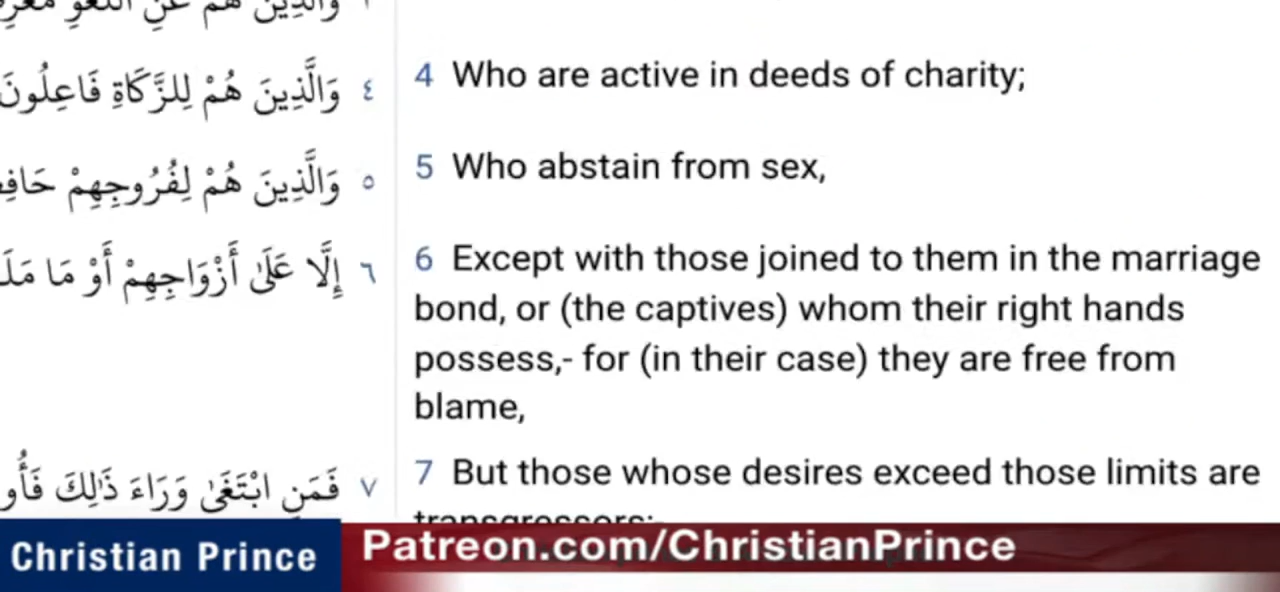 ٤ وَالَّذِينَ هُمْ لِلزَّكَاةِ فَاعِلُونَ
4 Who are active in deeds of charity;
٥ وَالَّذِينَ هُمْ لِفُرُوجِهِمْ
5 Who abstain from sex,
٦ إِلَّا عَلَىٰ أَزْوَاجِهِمْ أَوْ مَا
6 Except with those joined to them in the marriage
bond, or (the captives) whom their right hands
possess,- for (in their case) they are free from
blame,
٧ فَمَنِ ابْتَغَىٰ وَرَاءَ ذَٰلِكَ
7 But those whose desires exceed those limits are
transgressors;-
Christian Prince
Patreon.com/ChristianPrince